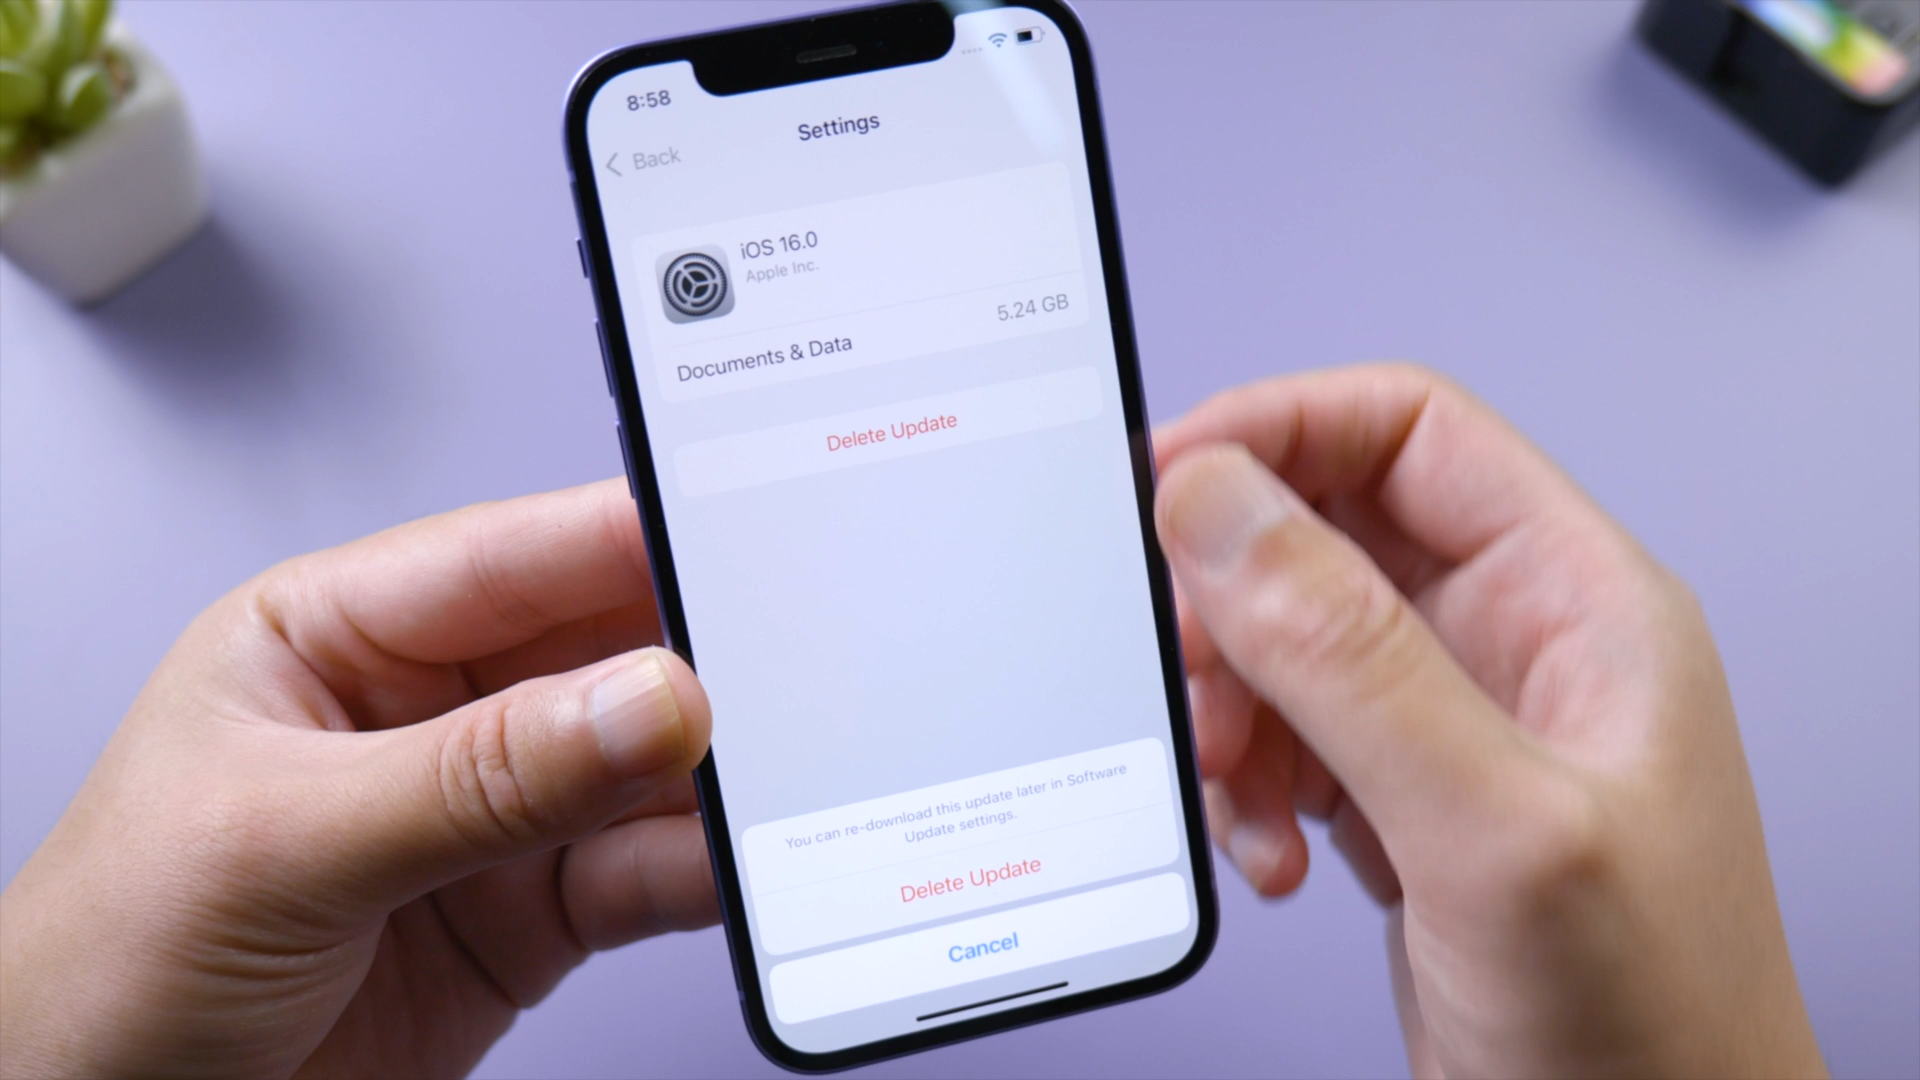 8:58
Settings
Back
iOS 16.0
Apple Inc.
Documents & Data
5.24 GB
Delete Update
You can re-download this update later in Software
Update settings.
Delete Update
Cancel